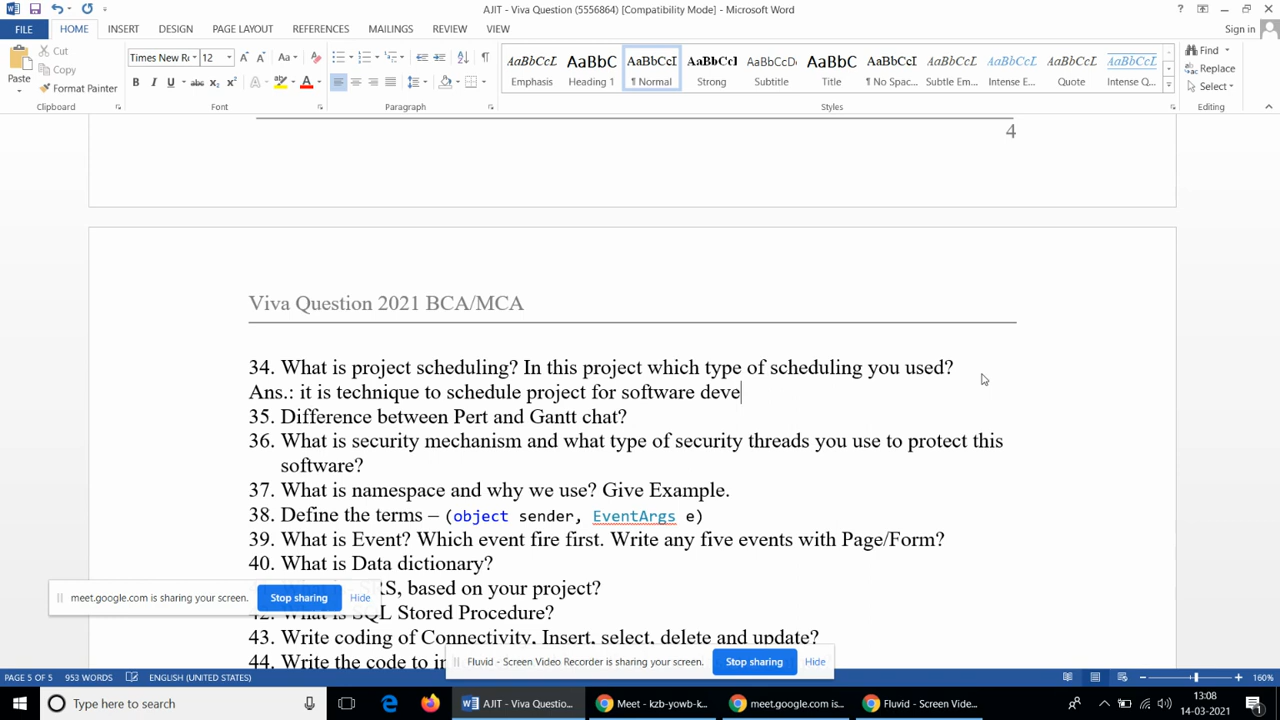 AJIT - Viva Question (5556864) [Compatibility Mode] - Microsoft Word
Sign in
FILE HOME INSERT DESIGN PAGE LAYOUT REFERENCES MAILINGS REVIEW VIEW
Cut
Copy
Format Painter
Paste
Clipboard
Times New Ro 12
Font
Paragraph
AaBbCcL AaBbC AaBbCcI AaBbCcI AaBbCcD AaBbC AaBbCcI AaBbCcL AaBbCcL AaBbCcL AaBbCcL
Emphasis Heading 1 ¶ Normal Strong Subtitle Title ¶ No Spac... Subtle Em... Intense E... Quote Intense Q...
Styles
Find
Replace
Select
Editing
4
Viva Question 2021 BCA/MCA
34. What is project scheduling? In this project which type of scheduling you used?
Ans.: it is technique to schedule project for software deve
35. Difference between Pert and Gantt chat?
36. What is security mechanism and what type of security threads you use to protect this
software?
37. What is namespace and why we use? Give Example.
38. Define the terms – (object sender, EventArgs e)
39. What is Event? Which event fire first. Write any five events with Page/Form?
40. What is Data dictionary?
SRS, based on your project?
42. What is SQL Stored Procedure?
43. Write coding of Connectivity, Insert, select, delete and update?
44. Write the code to in
meet.google.com is sharing your screen. Stop sharing Hide
Fluvid - Screen Video Recorder is sharing your screen. Stop sharing Hide
PAGE 5 OF 5 953 WORDS ENGLISH (UNITED STATES) 160%
Type here to search
AJIT - Viva Questio...
Meet - kzb-yowb-k...
meet.google.com is...
Fluvid - Screen Vide...
13:08
14-03-2021